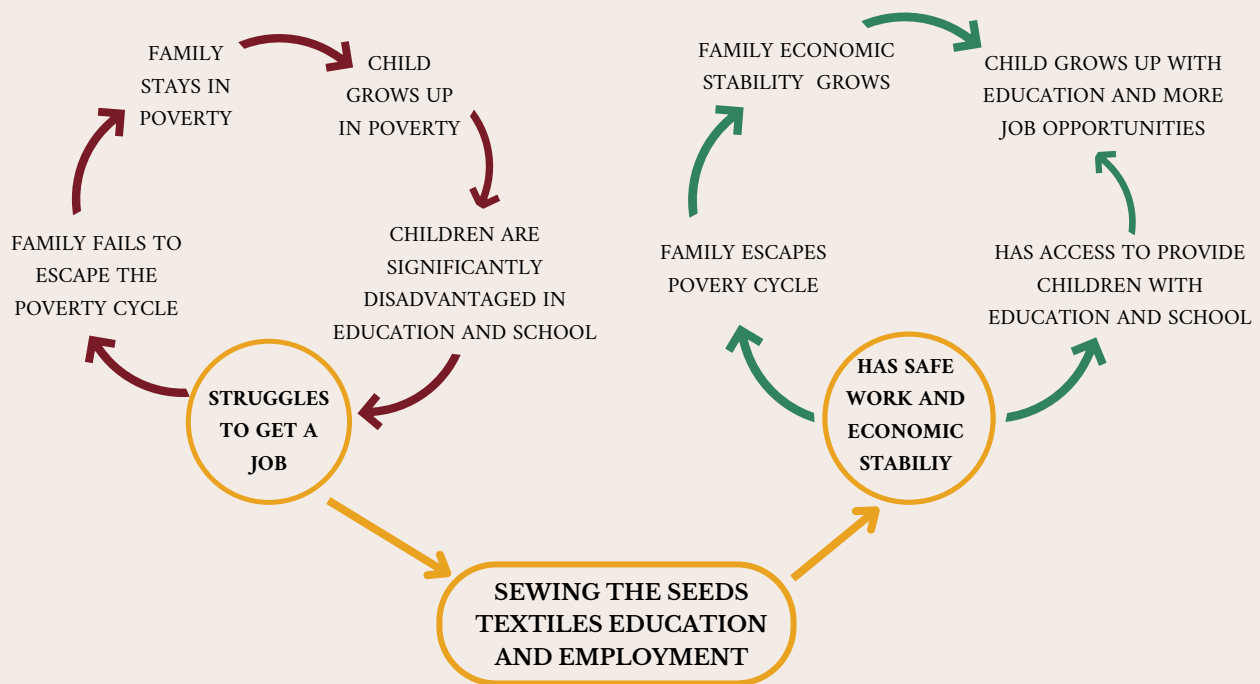 FAMILY
STAYS IN
POVERTY
CHILD
GROWS UP
IN POVERTY
CHILDREN ARE
SIGNIFICANTLY
DISADVANTAGED IN
EDUCATION AND SCHOOL
STRUGGLES
TO GET A
JOB
FAMILY FAILS TO
ESCAPE THE
POVERTY CYCLE
SEWING THE SEEDS
TEXTILES EDUCATION
AND EMPLOYMENT
HAS SAFE
WORK AND
ECONOMIC
STABILIY
FAMILY ESCAPES
POVERY CYCLE
FAMILY ECONOMIC
STABILITY GROWS
CHILD GROWS UP WITH
EDUCATION AND MORE
JOB OPPORTUNITIES
HAS ACCESS TO PROVIDE
CHILDREN WITH
EDUCATION AND SCHOOL